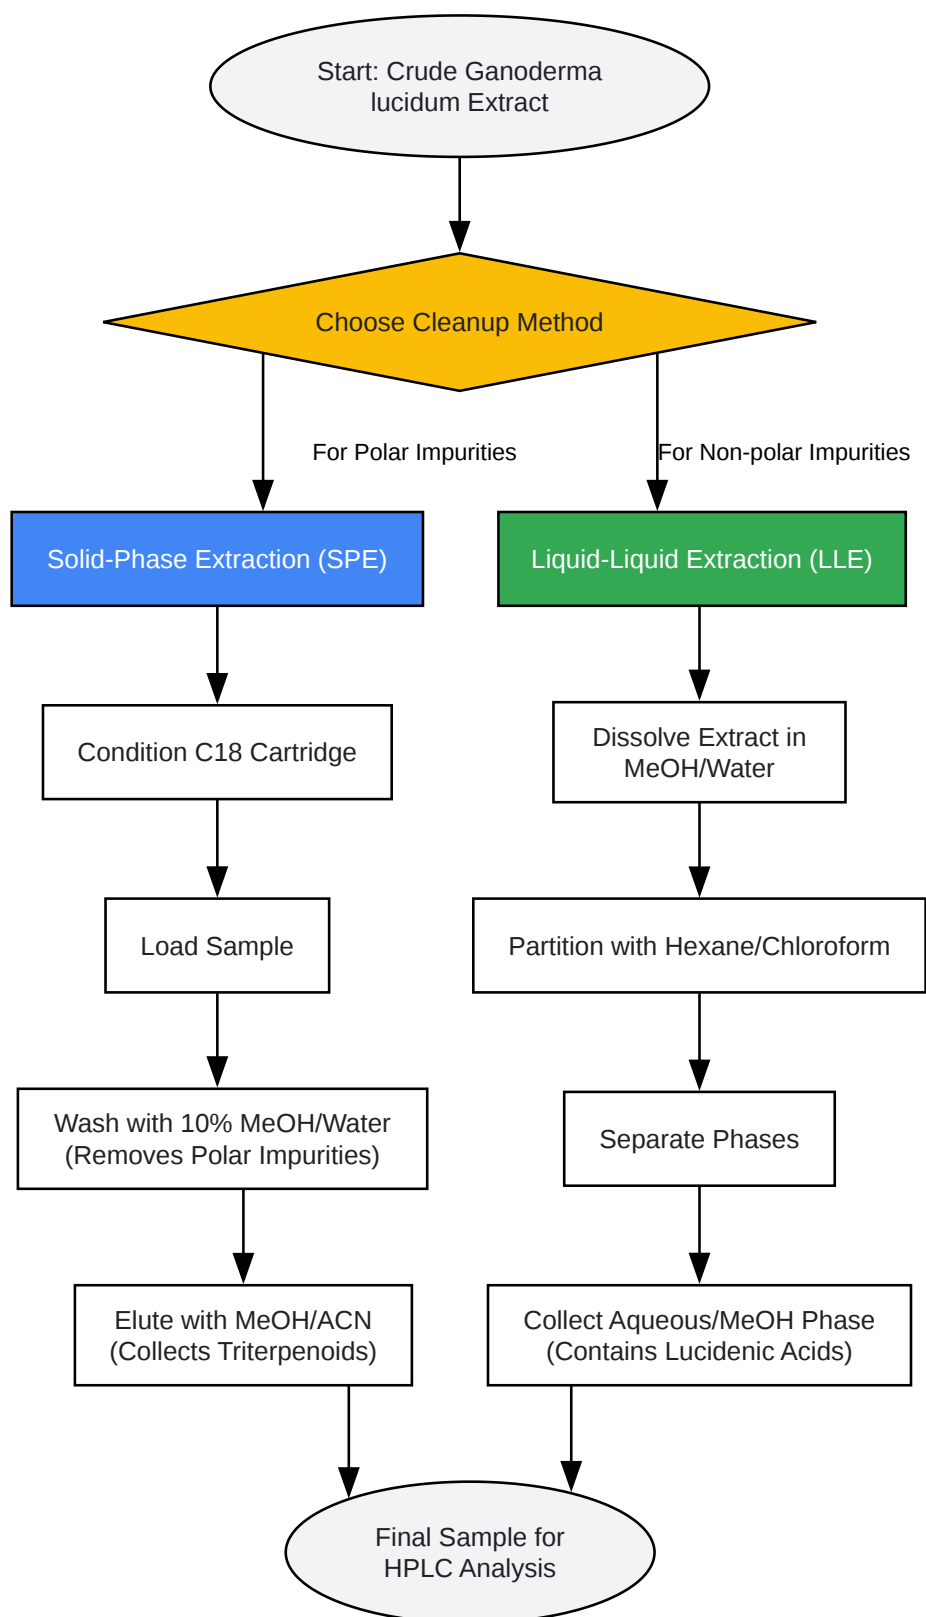 Start: Crude Ganoderma
lucidum Extract
Choose Cleanup Method
For Polar Impurities
For Non-polar Impurities
Solid-Phase Extraction (SPE)
Liquid-Liquid Extraction (LLE)
Condition C18 Cartridge
Dissolve Extract in
MeOH/Water
Load Sample
Partition with Hexane/Chloroform
Wash with 10% MeOH/Water
(Removes Polar Impurities)
Separate Phases
Elute with MeOH/ACN
(Collects Triterpenoids)
Collect Aqueous/MeOH Phase
(Contains Lucidenic Acids)
Final Sample for
HPLC Analysis